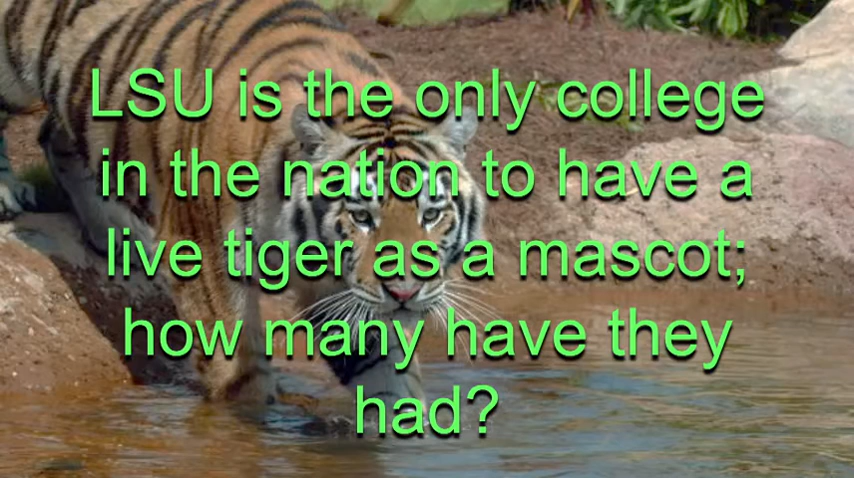 LSU is the only college
in the nation to have a
live tiger as a mascot;
how many have they
had?